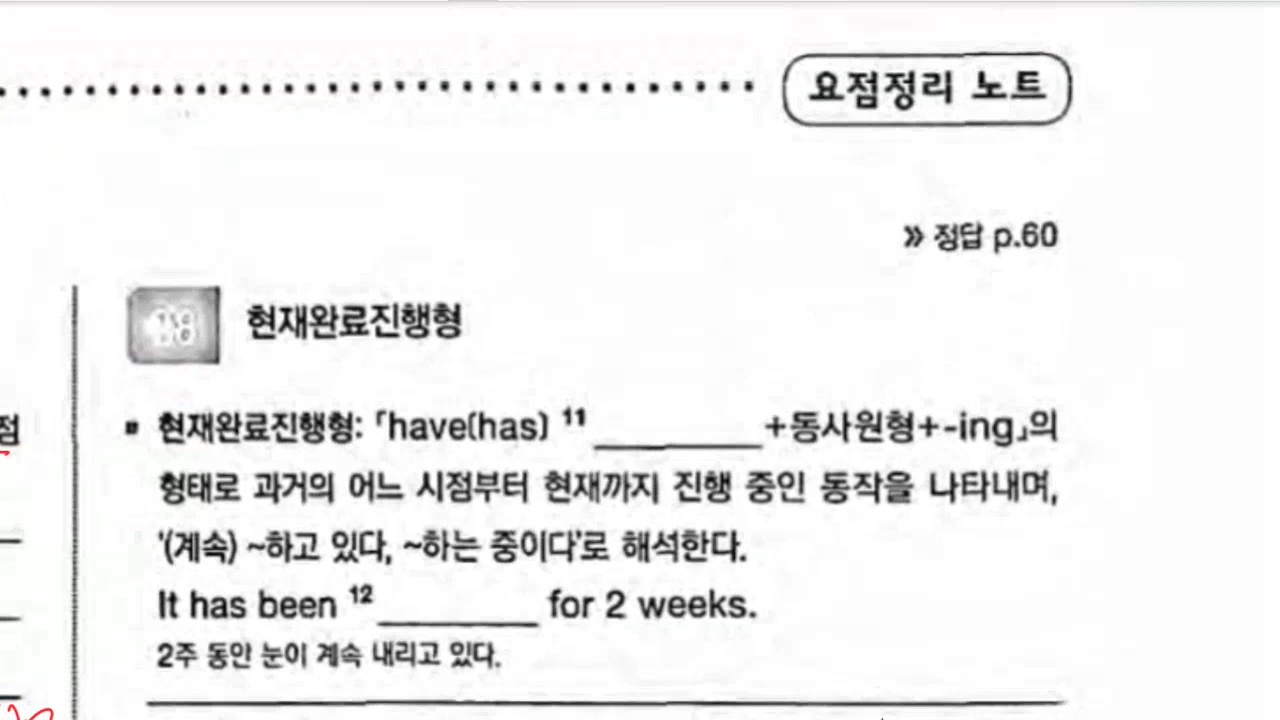 요점정리 노트
» 정답 p.60
현재완료진행형
점
현재완료진행형: 「have(has) 11 ________+동사원형+-ing」의
형태로 과거의 어느 시점부터 현재까지 진행 중인 동작을 나타내며,
'(계속) ~하고 있다, ~하는 중이다'로 해석한다.
It has been 12 ________ for 2 weeks.
2주 동안 눈이 계속 내리고 있다.